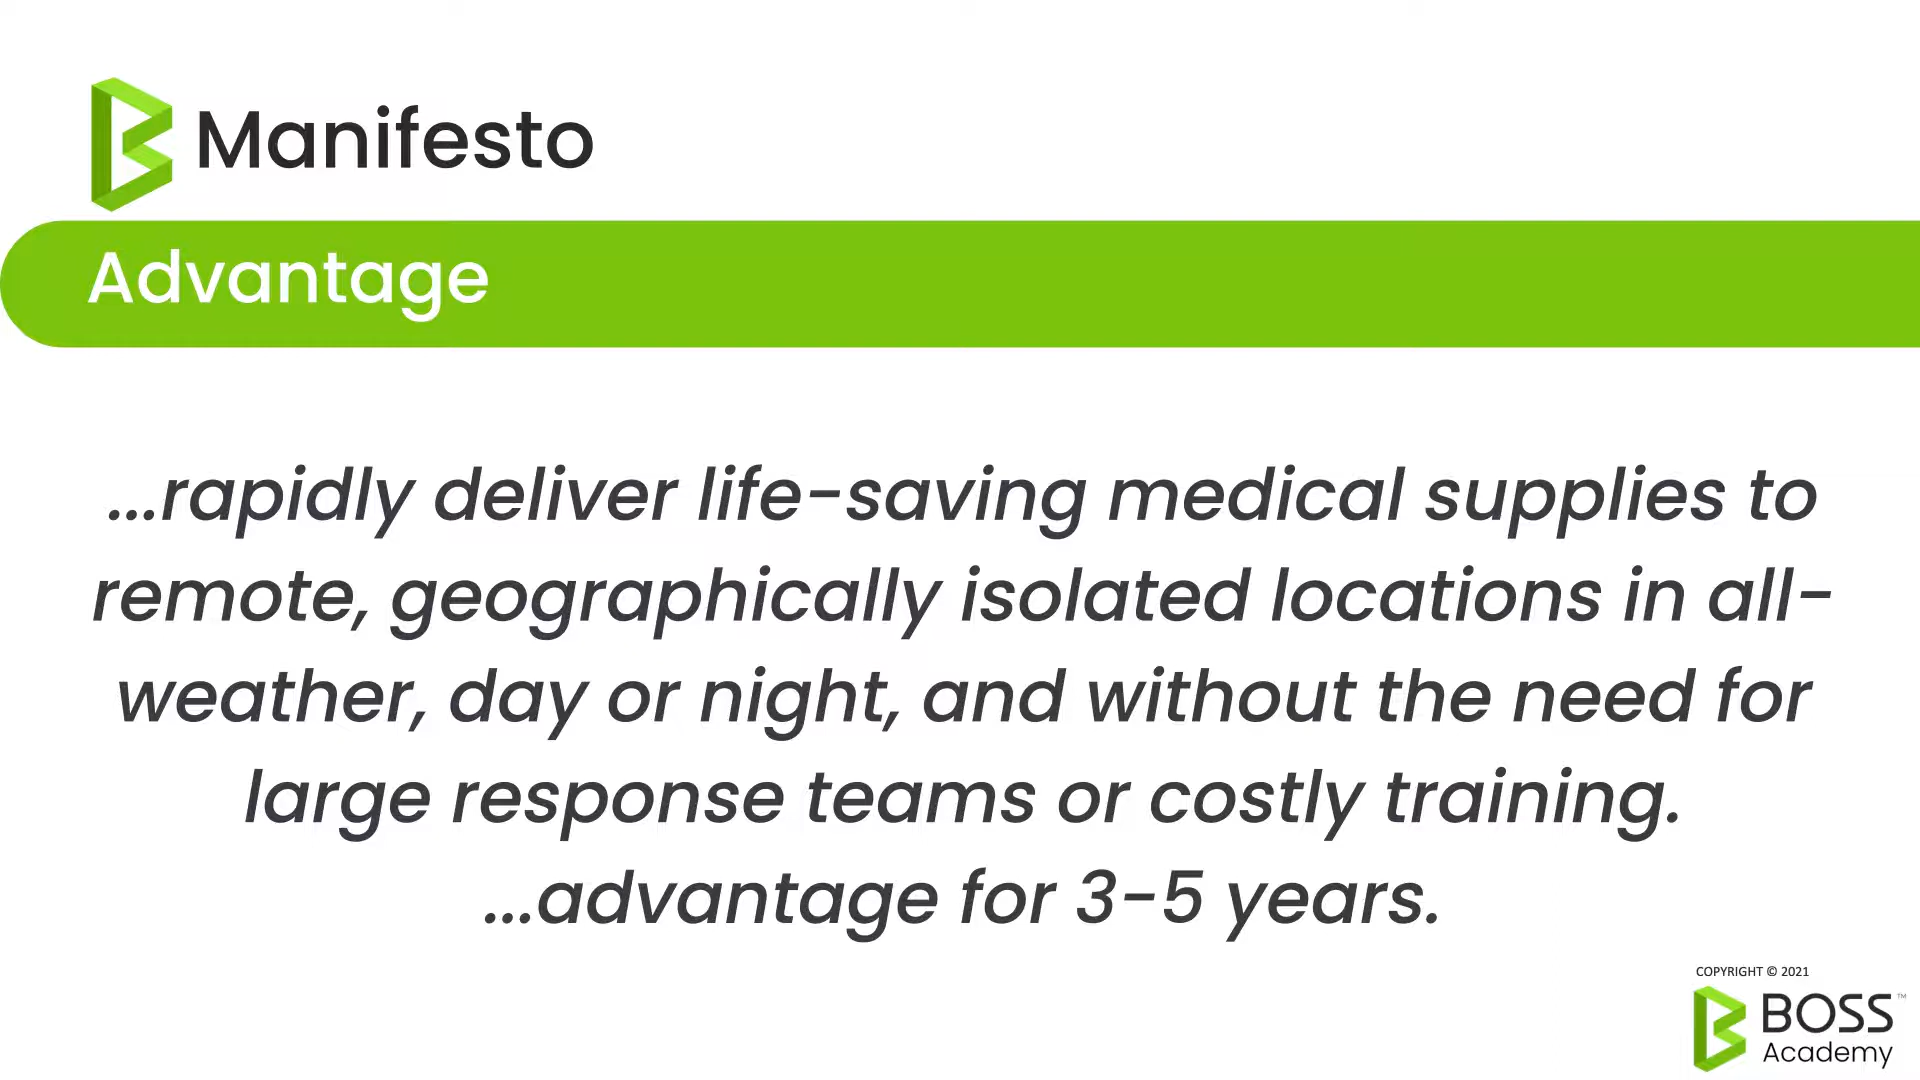 Manifesto
Advantage
...rapidly deliver life-saving medical supplies to
remote, geographically isolated locations in all-
weather, day or night, and without the need for
large response teams or costly training.
...advantage for 3-5 years.
COPYRIGHT © 2021
BOSS™
Academy